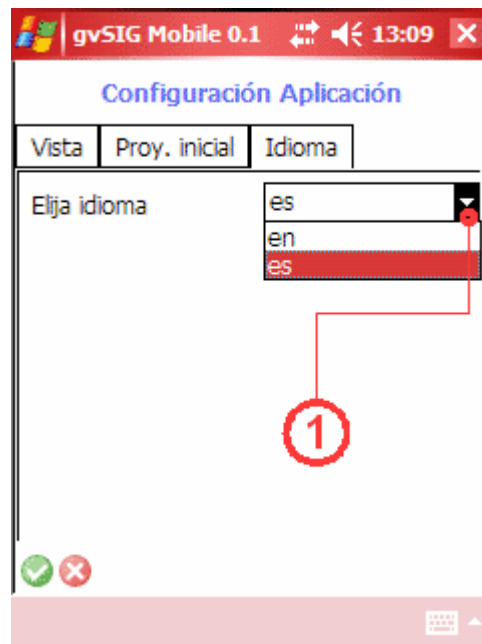 gvSIG Mobile 0.1 13:09
Configuración Aplicación
Vista Proy. inicial Idioma
Elija idioma es
en
es
1